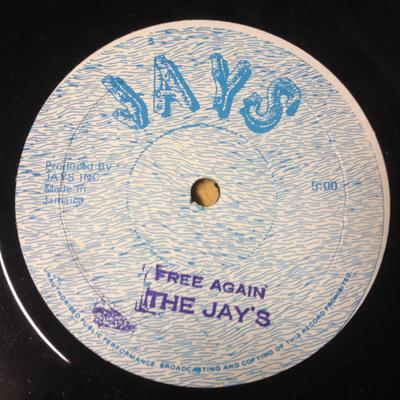 JAYS
Produced By
JAYS INC.
Made in
Jamaica.
5:00
FREE AGAIN
THE JAY'S
UNAUTHORISED PUBLIC PERFORMANCE, BROADCASTING AND COPYING OF THIS RECORD PROHIBITED.